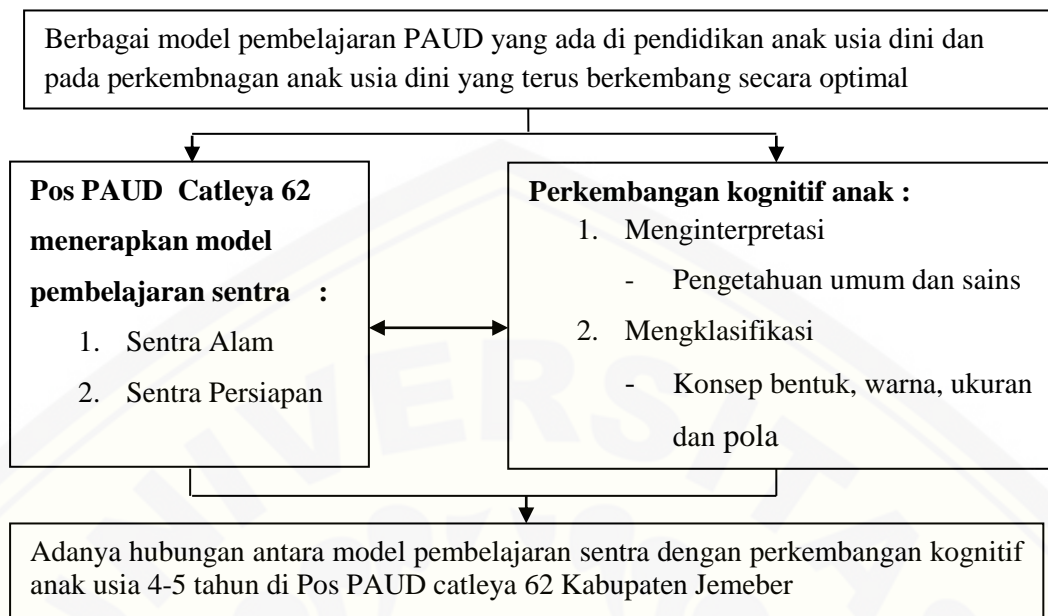 Berbagai model pembelajaran PAUD yang ada di pendidikan anak usia dini dan
pada perkembnagan anak usia dini yang terus berkembang secara optimal
Pos PAUD Catleya 62
menerapkan model
pembelajaran sentra :
1. Sentra Alam
2. Sentra Persiapan
Perkembangan kognitif anak :
1. Menginterpretasi
- Pengetahuan umum dan sains
2. Mengklasifikasi
- Konsep bentuk, warna, ukuran
dan pola
Adanya hubungan antara model pembelajaran sentra dengan perkembangan kognitif
anak usia 4-5 tahun di Pos PAUD catleya 62 Kabupaten Jemeber